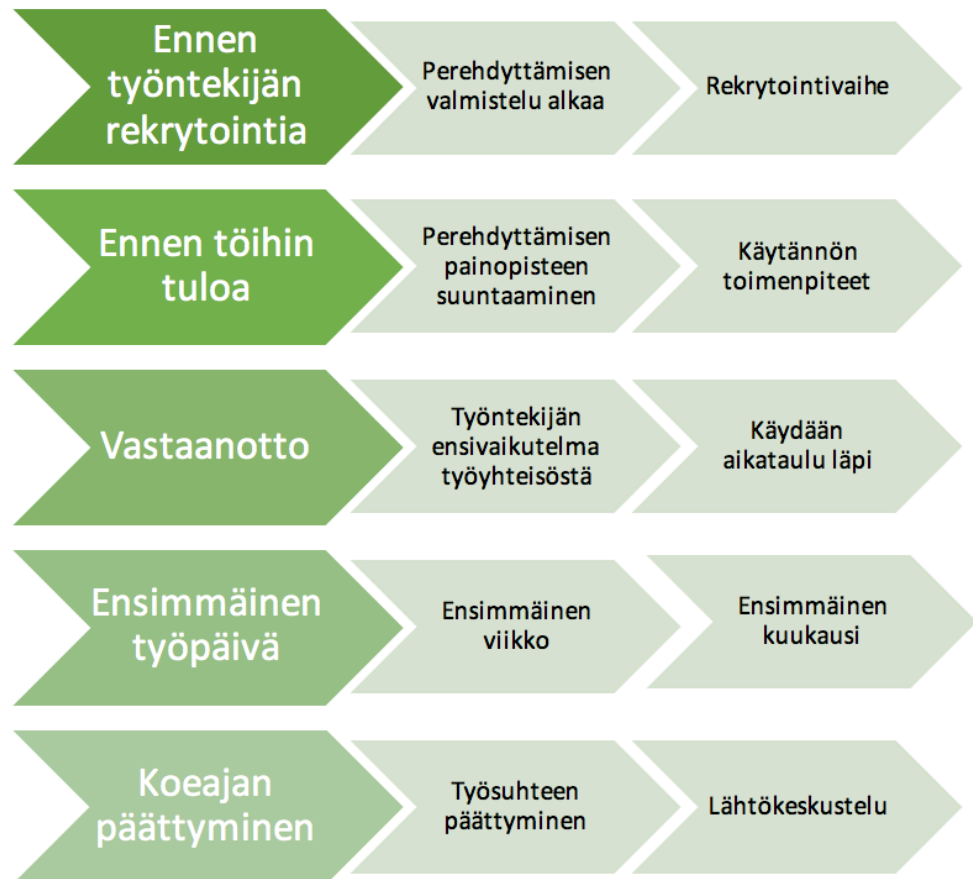 Ennen
työntekijän
rekrytointia
Perehdyttämisen
valmistelu alkaa
Rekrytointivaihe
Ennen töihin
tuloa
Perehdyttämisen
painopisteen
suuntaaminen
Käytännön
toimenpiteet
Vastaanotto
Työntekijän
ensivaikutelma
työyhteisöstä
Käydään
aikataulu läpi
Ensimmäinen
työpäivä
Ensimmäinen
viikko
Ensimmäinen
kuukausi
Koeajan
päättyminen
Työsuhteen
päättyminen
Lähtökeskustelu